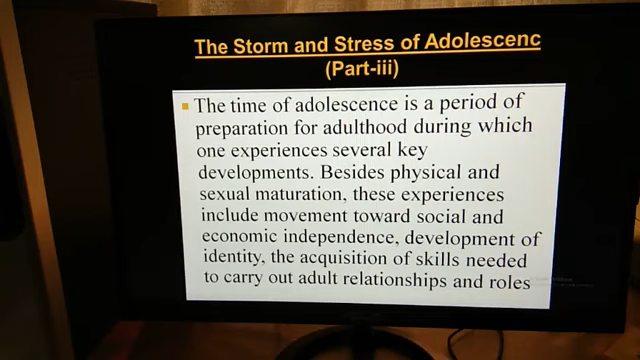 The Storm and Stress of Adolescenc
(Part-iii)
The time of adolescence is a period of
preparation for adulthood during which
one experiences several key
developments. Besides physical and
sexual maturation, these experiences
include movement toward social and
economic independence, development of
identity, the acquisition of skills needed
to carry out adult relationships and roles